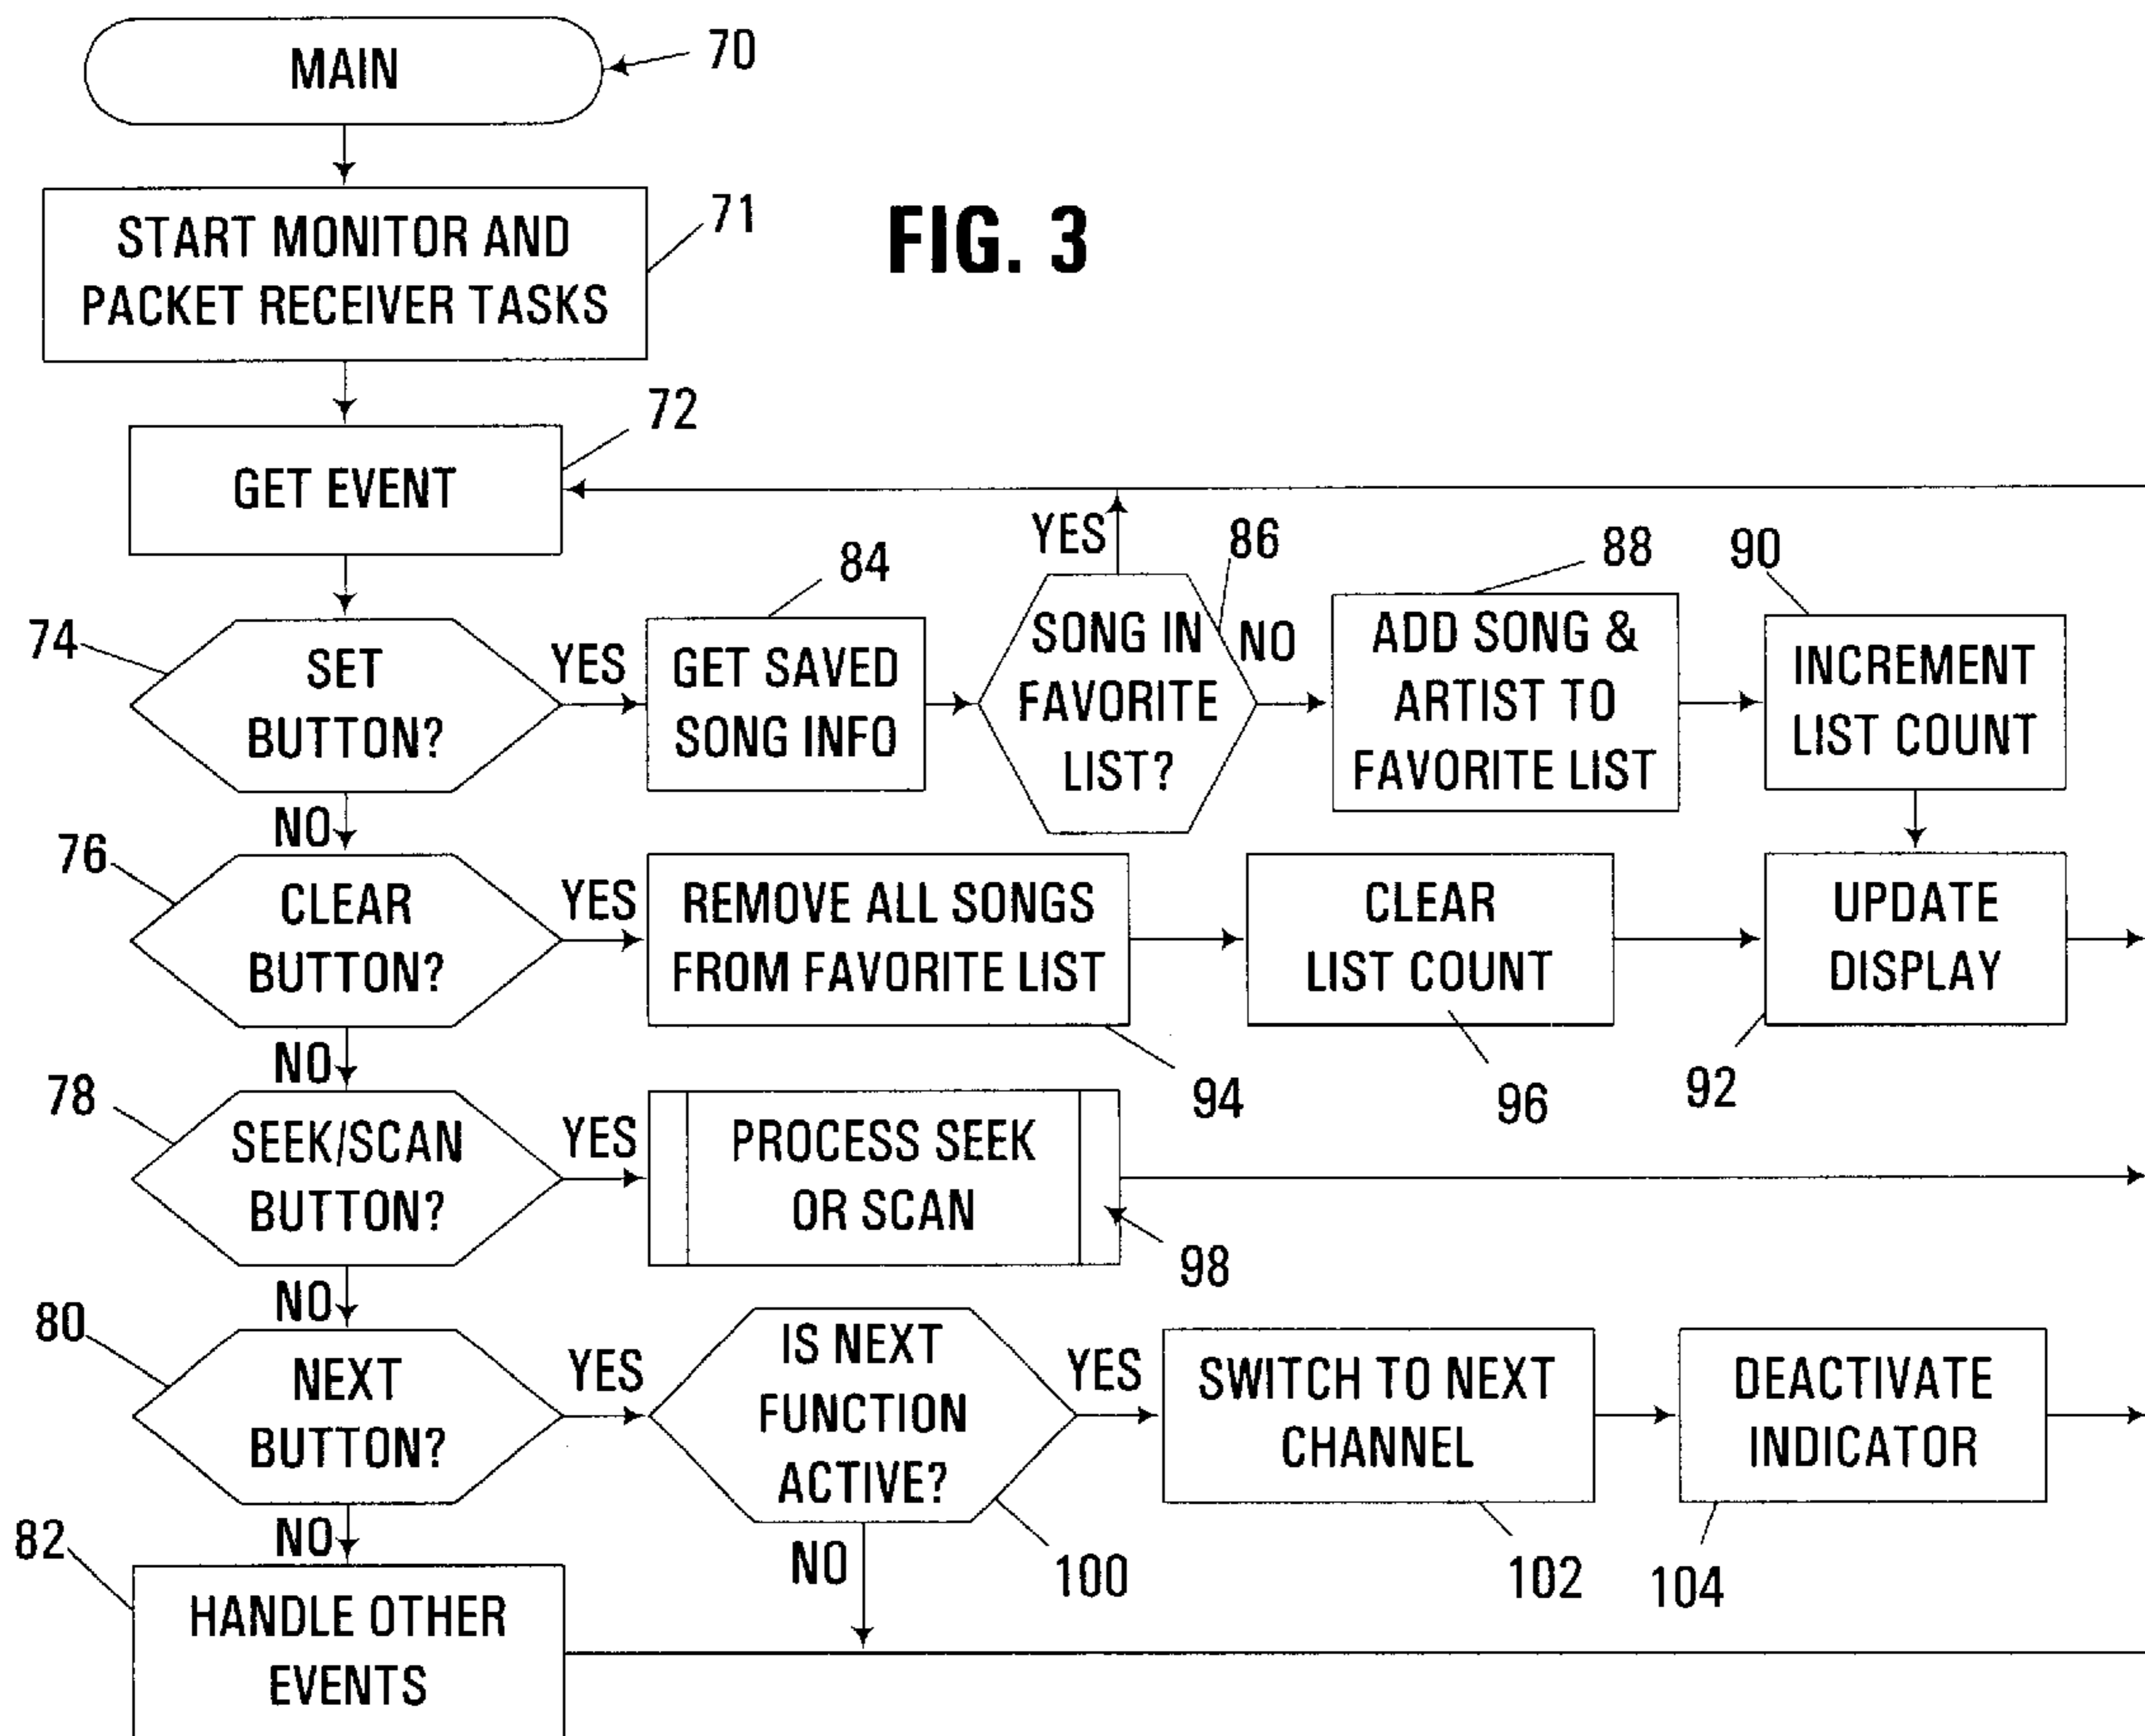 MAIN
70
START MONITOR AND
PACKET RECEIVER TASKS
71
FIG. 3
GET EVENT
72
74
SET
BUTTON?
YES
NO
84
GET SAVED
SONG INFO
YES
86
SONG IN
FAVORITE
LIST?
NO
88
ADD SONG &
ARTIST TO
FAVORITE LIST
90
INCREMENT
LIST COUNT
76
CLEAR
BUTTON?
YES
NO
REMOVE ALL SONGS
FROM FAVORITE LIST
94
CLEAR
LIST COUNT
96
UPDATE
DISPLAY
92
78
SEEK/SCAN
BUTTON?
YES
NO
PROCESS SEEK
OR SCAN
98
80
NEXT
BUTTON?
YES
NO
IS NEXT
FUNCTION
ACTIVE?
100
YES
NO
SWITCH TO NEXT
CHANNEL
102
DEACTIVATE
INDICATOR
104
82
HANDLE OTHER
EVENTS